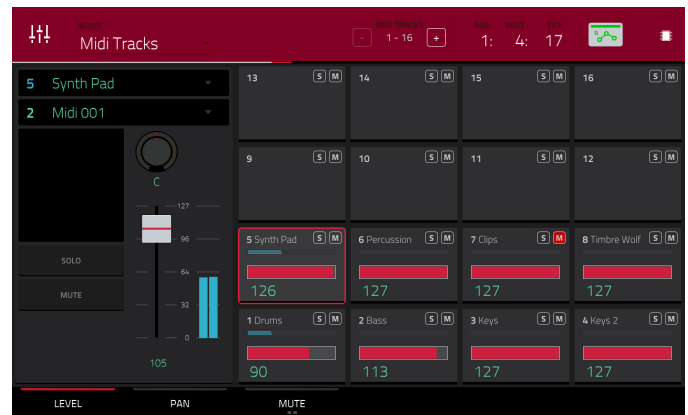 MIXER
Midi Tracks
MIDI TRACKS
- 1 - 16 +
BAR BEAT TICK
1: 4: 17
5 Synth Pad
2 Midi 001
C
127
96
64
32
0
105
SOLO
MUTE
13 S M
14 S M
15 S M
16 S M
9 S M
10 S M
11 S M
12 S M
5 Synth Pad S M
126
6 Percussion S M
127
7 Clips S M
127
8 Timbre Wolf S M
127
1 Drums S M
90
2 Bass S M
113
3 Keys S M
127
4 Keys 2 S M
127
LEVEL
PAN
MUTE